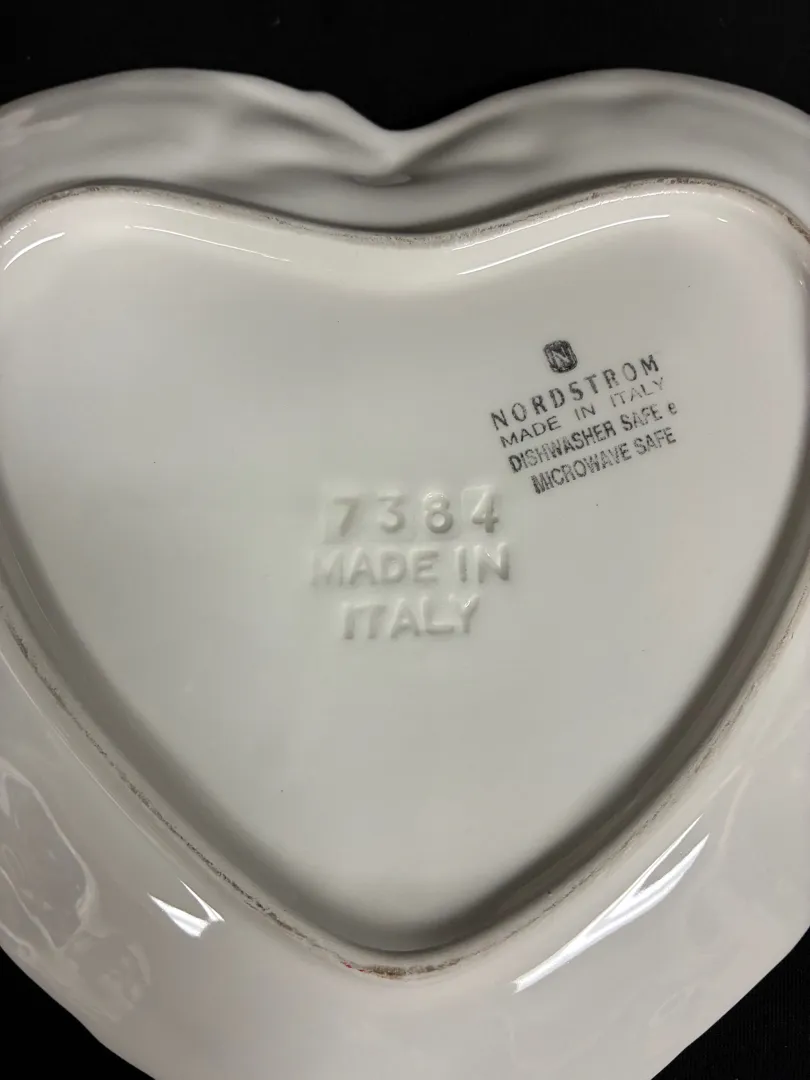 N
NORDSTROM
MADE IN ITALY
DISHWASHER SAFE e
MICROWAVE SAFE
7384
MADE IN
ITALY